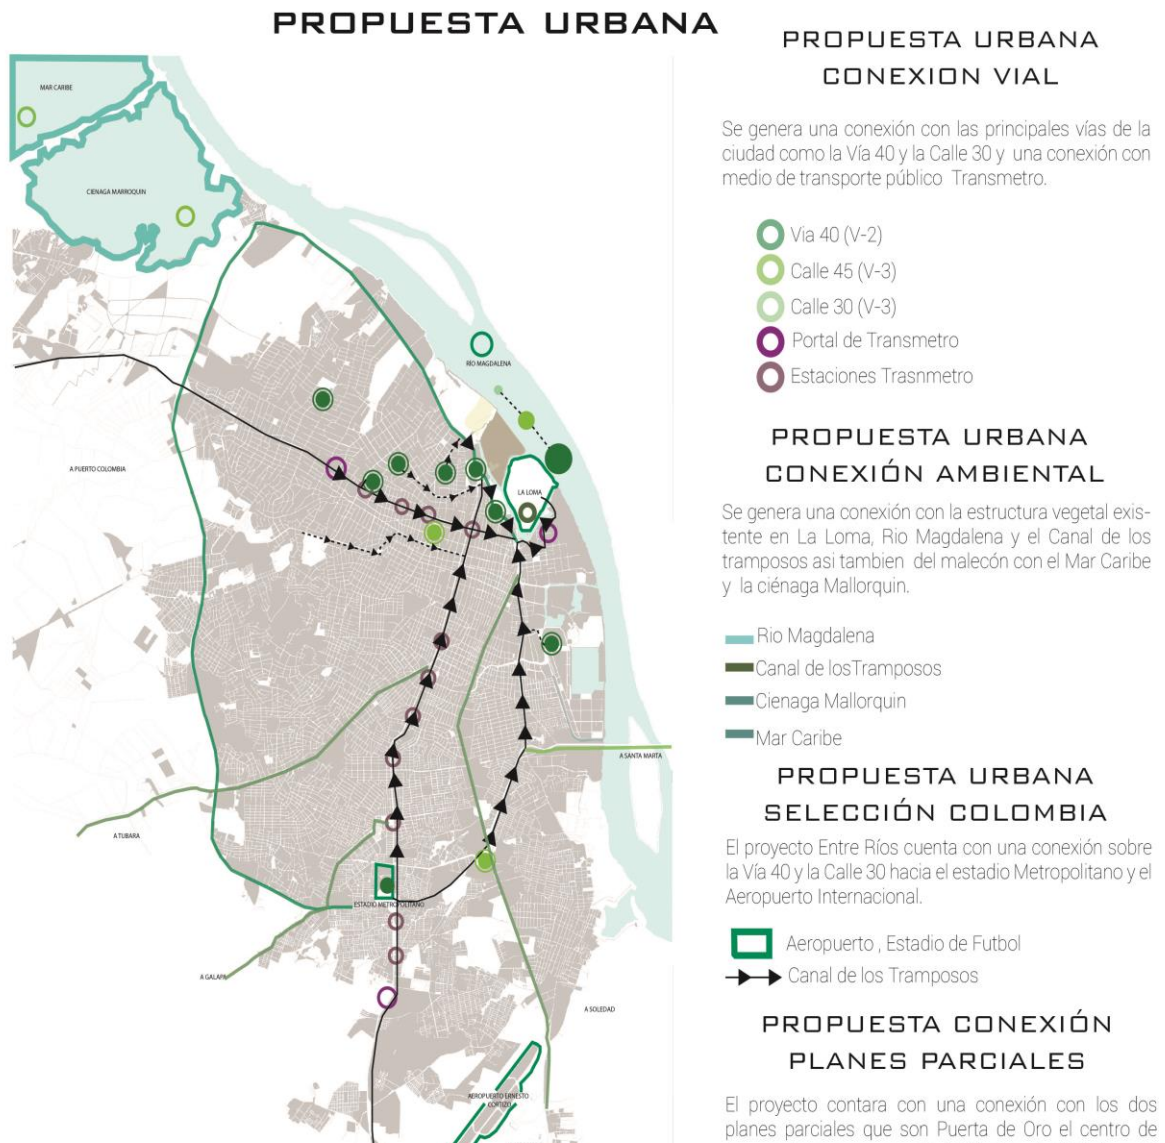 PROPUESTA URBANA
MAR CARIBE
CIENAGA MARROQUIN
RIO MAGDALENA
A PUERTO COLOMBIA
LA LOMA
A SANTA MARTA
A TUBARA
ESTADIO METROPOLITANO
A GALAPA
A SOLEDAD
AEROPUERTO ERNESTO
CORTIZOZ
PROPUESTA URBANA
CONEXION VIAL
Se genera una conexión con las principales vías de la
ciudad como la Vía 40 y la Calle 30 y una conexión con
medio de transporte público Transmetro.
Via 40 (V-2)
Calle 45 (V-3)
Calle 30 (V-3)
Portal de Transmetro
Estaciones Trasnmetro
PROPUESTA URBANA
CONEXIÓN AMBIENTAL
Se genera una conexión con la estructura vegetal exis-
tente en La Loma, Rio Magdalena y el Canal de los
tramposos asi tambien del malecón con el Mar Caribe
y la ciénaga Mallorquin.
Rio Magdalena
Canal de losTramposos
Cienaga Mallorquin
Mar Caribe
PROPUESTA URBANA
SELECCIÓN COLOMBIA
El proyecto Entre Ríos cuenta con una conexión sobre
la Vía 40 y la Calle 30 hacia el estadio Metropolitano y el
Aeropuerto Internacional.
Aeropuerto , Estadio de Futbol
Canal de los Tramposos
PROPUESTA CONEXIÓN
PLANES PARCIALES
El proyecto contara con una conexión con los dos
planes parciales que son Puerta de Oro el centro de